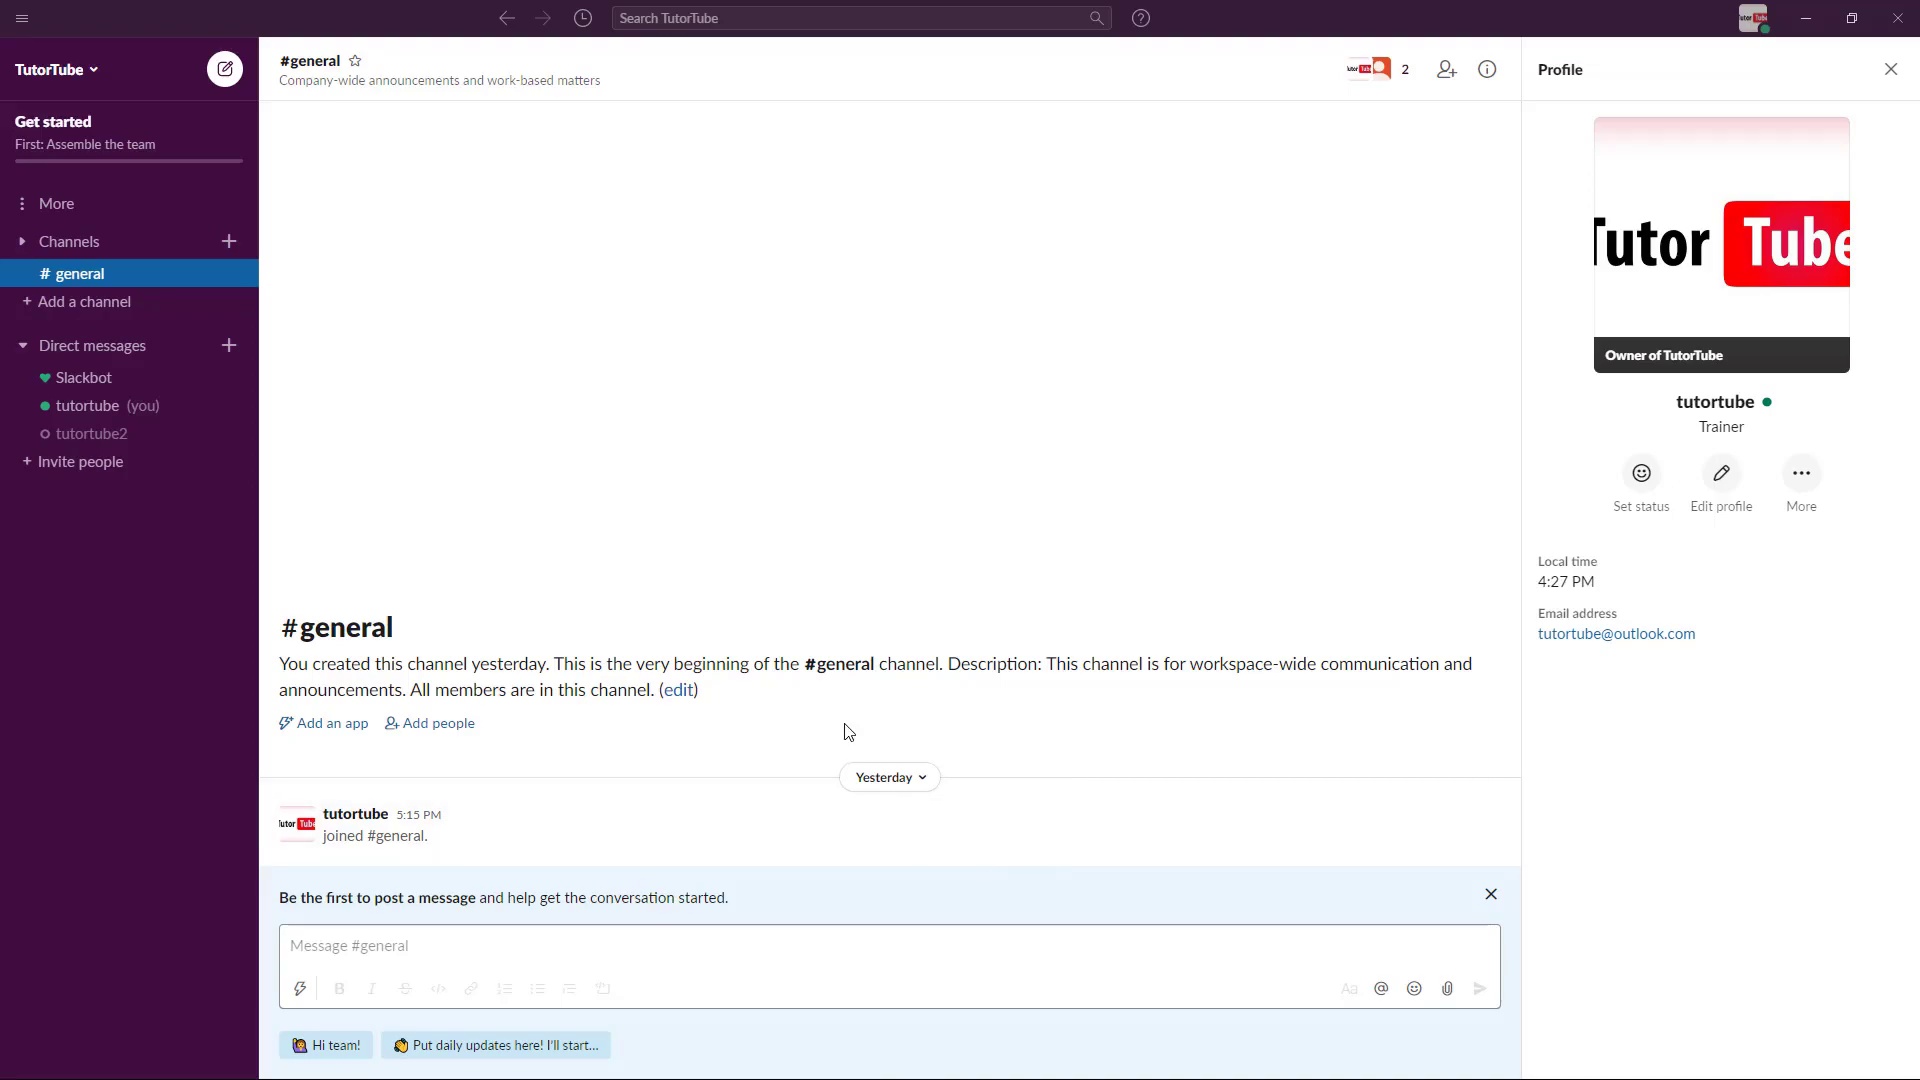 Search TutorTube
TutorTube
Get started
First: Assemble the team
More
Channels
# general
+ Add a channel
Direct messages
Slackbot
tutortube (you)
tutortube2
+ Invite people
#general
Company-wide announcements and work-based matters
2
#general
You created this channel yesterday. This is the very beginning of the #general channel. Description: This channel is for workspace-wide communication and
announcements. All members are in this channel. (edit)
Add an app Add people
Yesterday
Tutor Tube
tutortube 5:15 PM
joined #general.
Be the first to post a message and help get the conversation started.
Message #general
B I S </> Aa @
Hi team! Put daily updates here! I'll start...
Profile
Tutor Tube
Owner of TutorTube
tutortube
Trainer
Set status Edit profile More
Local time
4:27 PM
Email address
tutortube@outlook.com